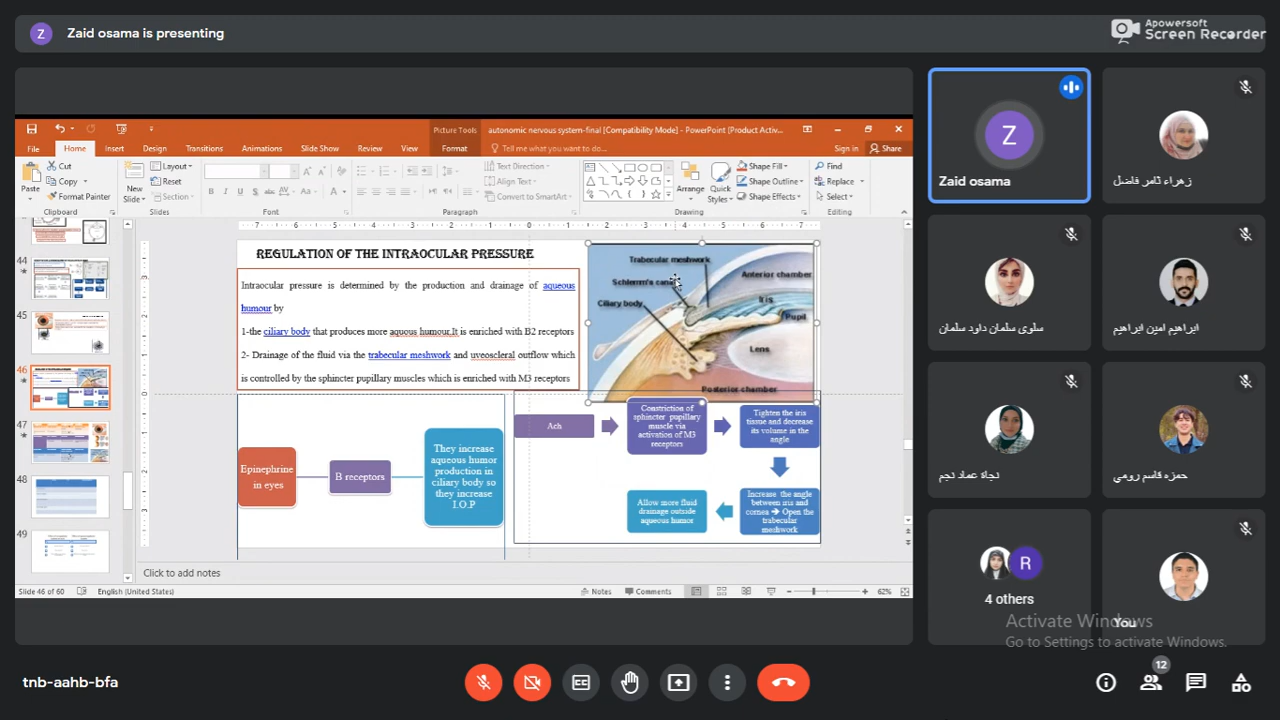 Z
Zaid osama is presenting
Apowersoft
Screen Recorder
Picture Tools
autonomic nervous system-final [Compatibility Mode] - PowerPoint [Product Activ...
File
Home
Insert
Design
Transitions
Animations
Slide Show
Review
View
Format
Tell me what you want to do...
Sign in
Share
Paste
Cut
Copy
Format Painter
Clipboard
New
Slide
Layout
Reset
Section
Slides
Font
Paragraph
Text Direction
Align Text
Convert to SmartArt
Arrange
Quick
Styles
Shape Fill
Shape Outline
Shape Effects
Drawing
Find
Replace
Select
Editing
44
45
46
47
48
49
REGULATION OF THE INTRAOCULAR PRESSURE
Intraocular pressure is determined by the production and drainage of aqueous
humour by
1-the ciliary body that produces more aquous humour.It is enriched with B2 receptors
2- Drainage of the fluid via the trabecular meshwork and uveoscleral outflow which
is controlled by the sphincter pupillary muscles which is enriched with M3 receptors
Trabecular meshwork
Schlemm's canal
Ciliary body
Anterior chamber
Iris
Pupil
Lens
Posterior chamber
Epinephrine
in eyes
B receptors
They increase
aqueous humor
production in
ciliary body so
they increase
I.O.P
Ach
Constriction of
sphincter pupillary
muscle via
activation of M3
receptors
Tighten the iris
tissue and decrease
its volume in the
angle
Increase the angle
between iris and
cornea ➔ Open the
trabecular
meshwork
Allow more fluid
drainage outside
aqueous humor
Click to add notes
Slide 46 of 60
English (United States)
Notes
Comments
62%
Z
Zaid osama
زهراء ثامر فاضل
سلوى سلمان داود سلمان
ابراهيم امين ابراهيم
نجاة عماد نجم
حمزه قاسم رومي
R
4 others
You
Activate Windows
Go to Settings to activate Windows.
tnb-aahb-bfa
12